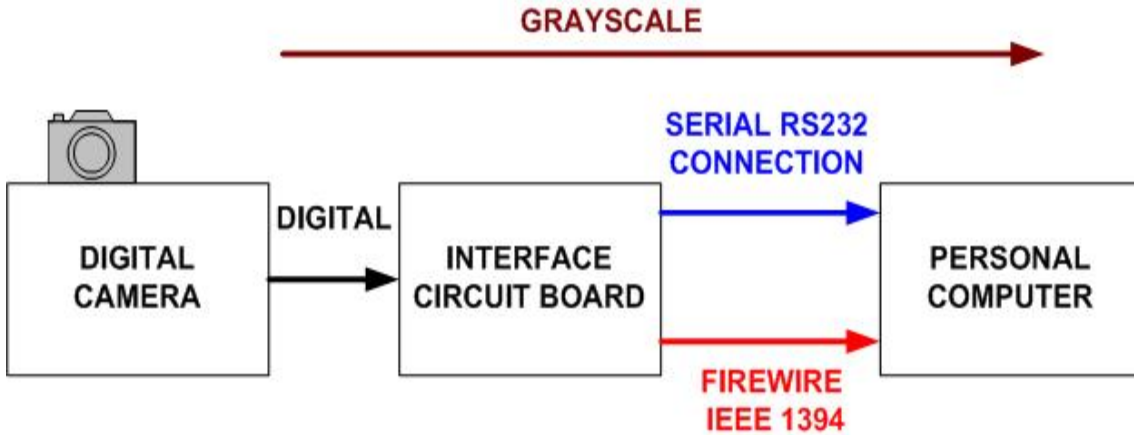 GRAYSCALE
SERIAL RS232
CONNECTION
DIGITAL
CAMERA
DIGITAL
INTERFACE
CIRCUIT BOARD
PERSONAL
COMPUTER
FIREWIRE
IEEE 1394